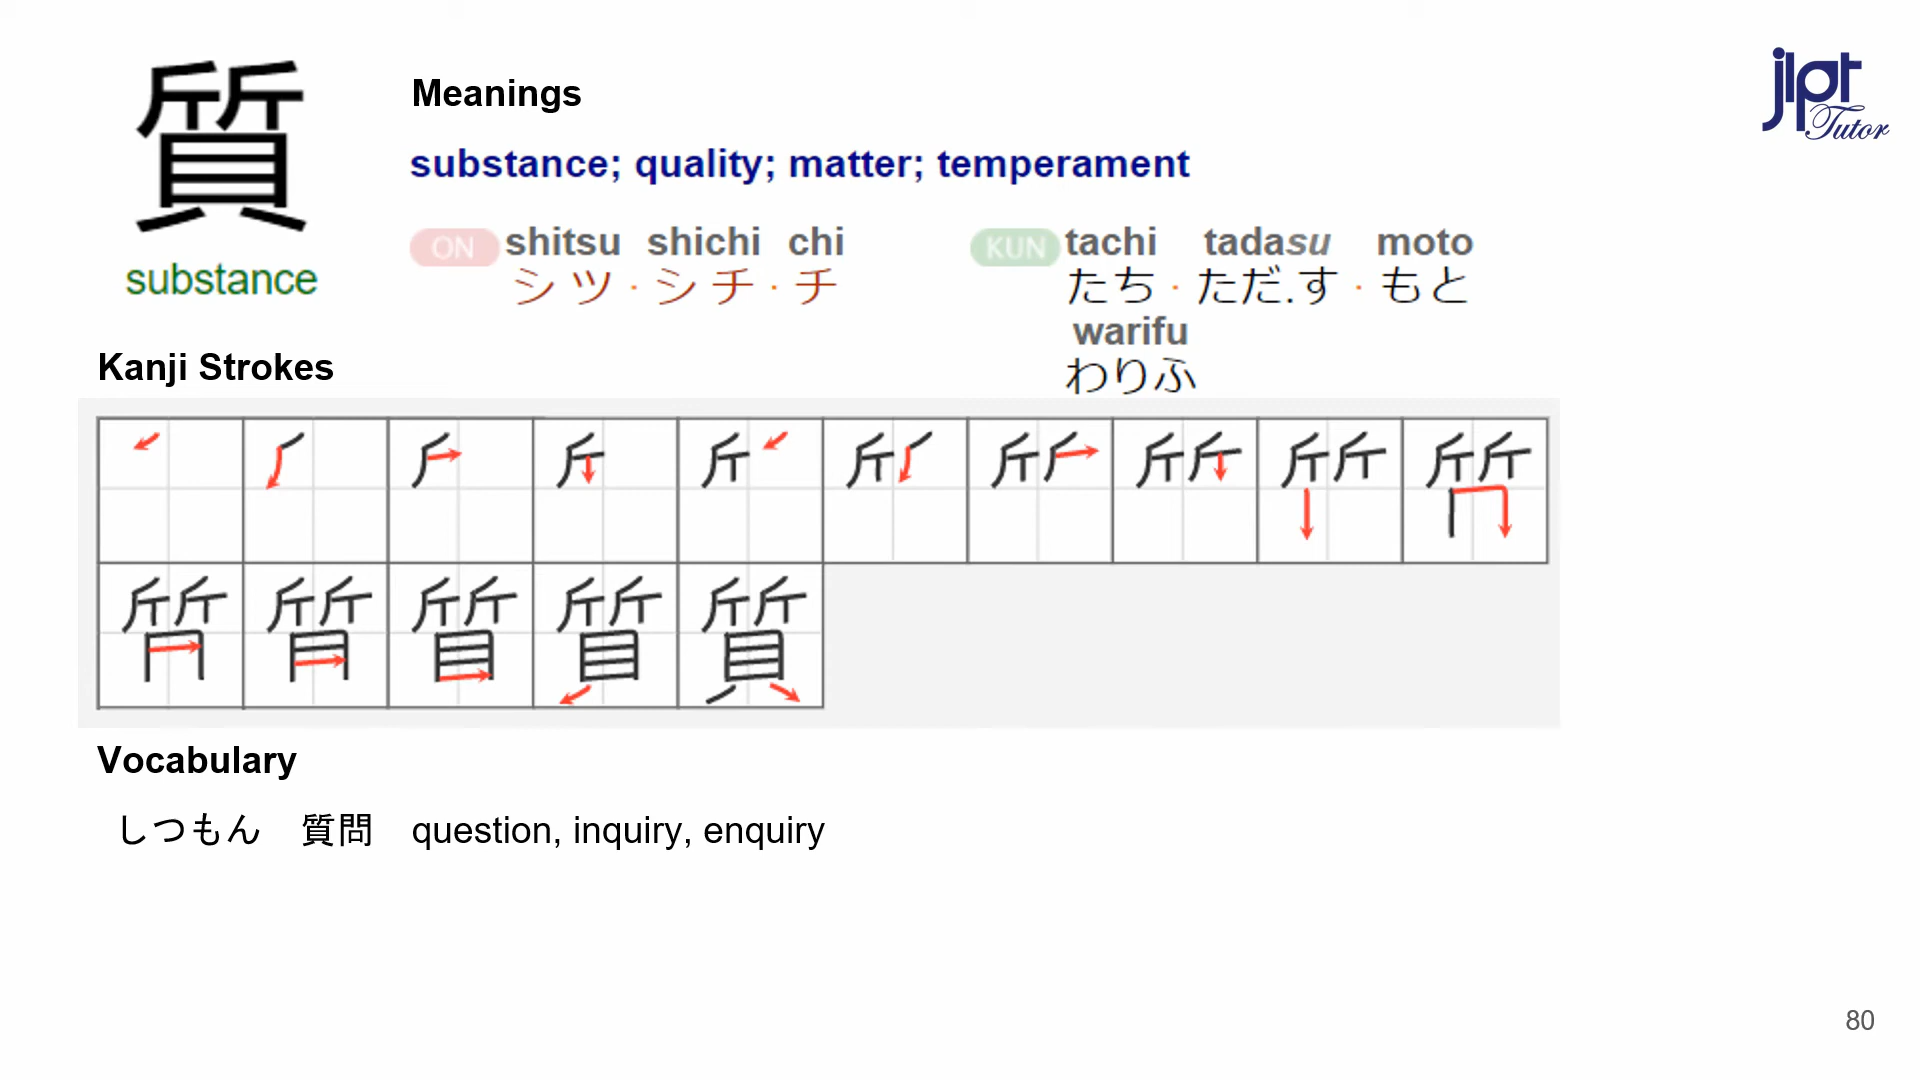 質
substance
Meanings
substance; quality; matter; temperament
jlpt
Tutor
ON shitsu shichi chi
シツ・シチ・チ
KUN tachi tadasu moto
たち・ただ.す・もと
warifu
わりふ
Kanji Strokes
Vocabulary
しつもん 質問 question, inquiry, enquiry
80